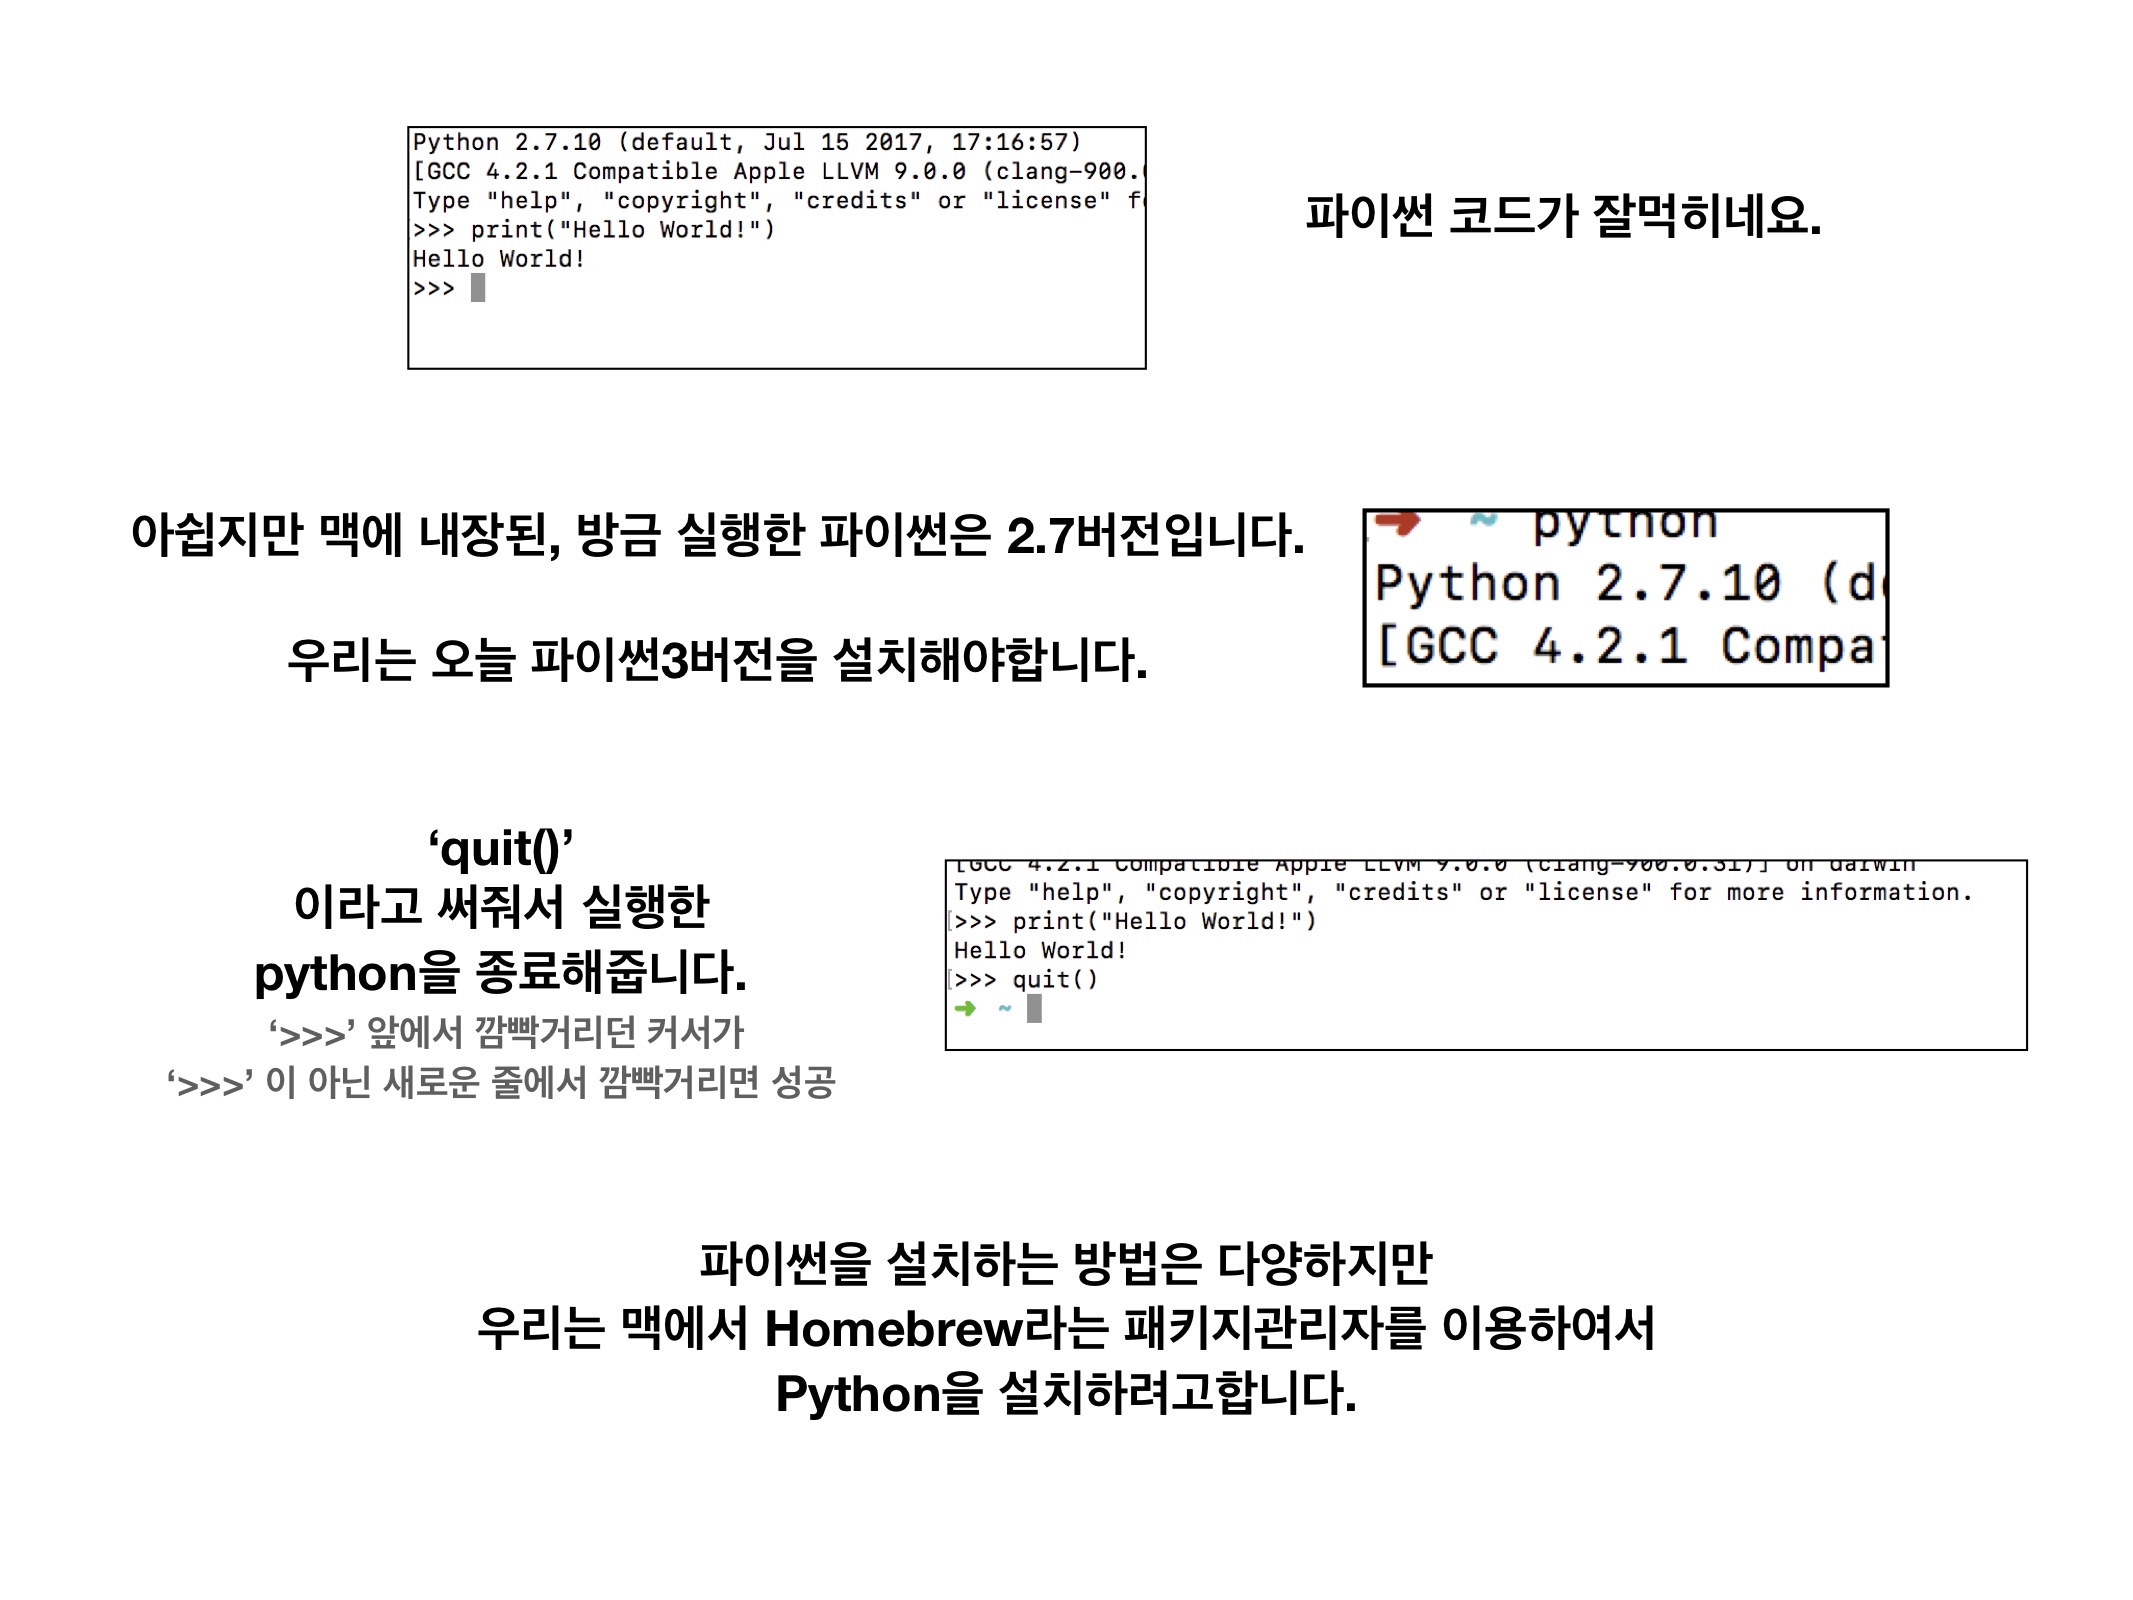 Python 2.7.10 (default, Jul 15 2017, 17:16:57)
[GCC 4.2.1 Compatible Apple LLVM 9.0.0 (clang-900.
Type "help", "copyright", "credits" or "license" f
>>> print("Hello World!")
Hello World!
>>>
파이썬 코드가 잘먹히네요.
아쉽지만 맥에 내장된, 방금 실행한 파이썬은 2.7버전입니다.
우리는 오늘 파이썬3버전을 설치해야합니다.
➜ ~ python
Python 2.7.10 (d
[GCC 4.2.1 Compa
‘quit()’
이라고 써줘서 실행한
python을 종료해줍니다.
‘>>>’ 앞에서 깜빡거리던 커서가
‘>>>’ 이 아닌 새로운 줄에서 깜빡거리면 성공
[GCC 4.2.1 Compatible Apple LLVM 9.0.0 (clang-900.0.31)] on darwin
Type "help", "copyright", "credits" or "license" for more information.
[>>> print("Hello World!")
Hello World!
[>>> quit()
➜ ~
파이썬을 설치하는 방법은 다양하지만
우리는 맥에서 Homebrew라는 패키지관리자를 이용하여서
Python을 설치하려고합니다.